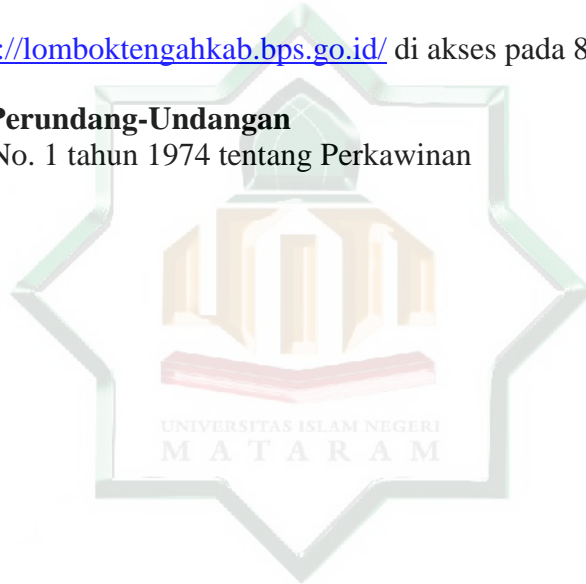 ://lomboktengahkab.bps.go.id/ di akses pada 8
Perundang-Undangan
No. 1 tahun 1974 tentang Perkawinan
UNIVERSITAS ISLAM NEGERI
MATARAM